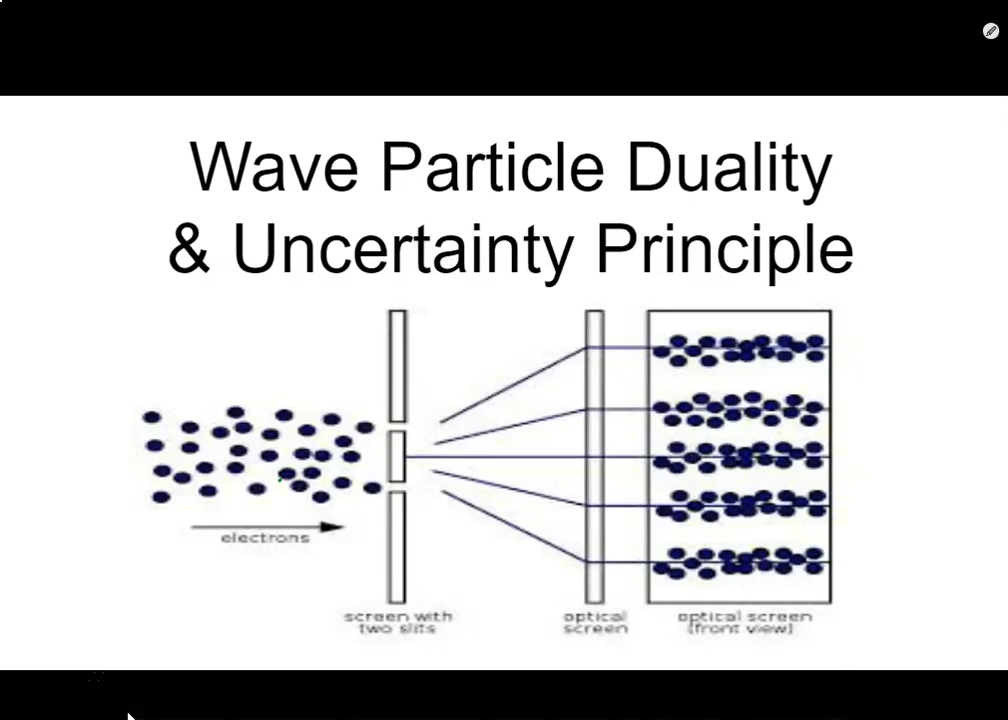 Wave Particle Duality
& Uncertainty Principle
electrons
screen with
two slits
optical
screen
optical screen
(front view)